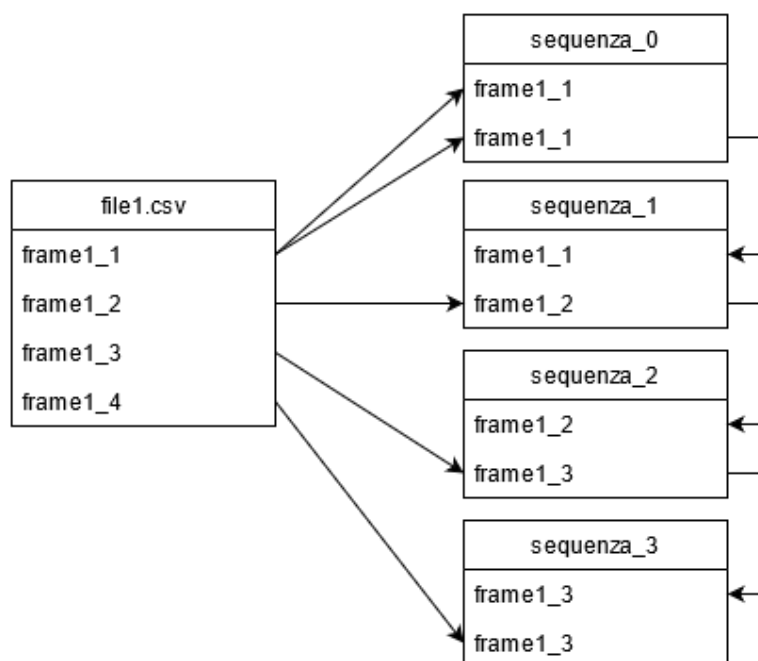 file1.csv
frame1_1
frame1_2
frame1_3
frame1_4
sequenza_0
frame1_1
frame1_1
sequenza_1
frame1_1
frame1_2
sequenza_2
frame1_2
frame1_3
sequenza_3
frame1_3
frame1_3